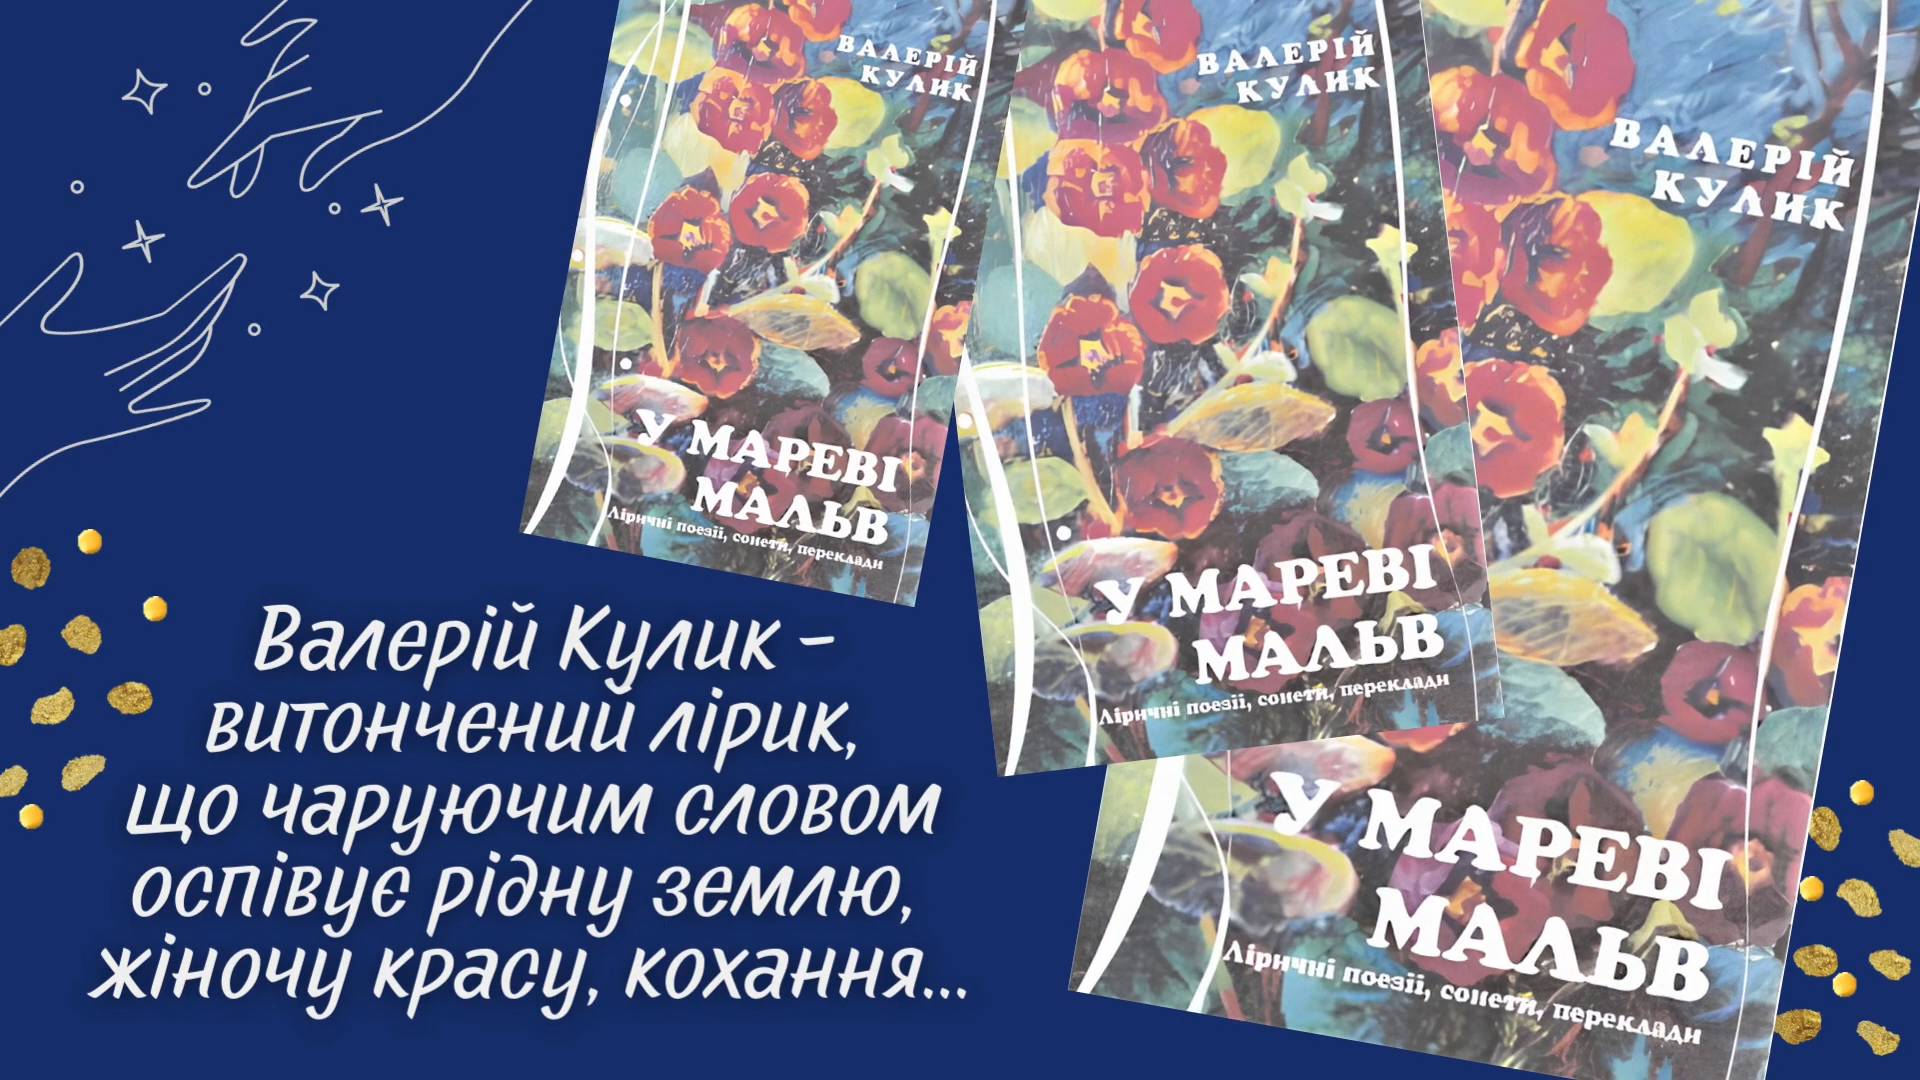 ВАЛЕРІЙ
КУЛИК
У МАРЕВІ
МАЛЬВ
Ліричні поезії, сонети, переклади
ВАЛЕРІЙ
КУЛИК
У МАРЕВІ
МАЛЬВ
Ліричні поезії, сонети, переклади
ВАЛЕРІЙ
КУЛИК
У МАРЕВІ
МАЛЬВ
Ліричні поезії, сонети, переклади
Валерій Кулик –
витончений лірик,
що чаруючим словом
оспівує рідну землю,
жіночу красу, кохання...